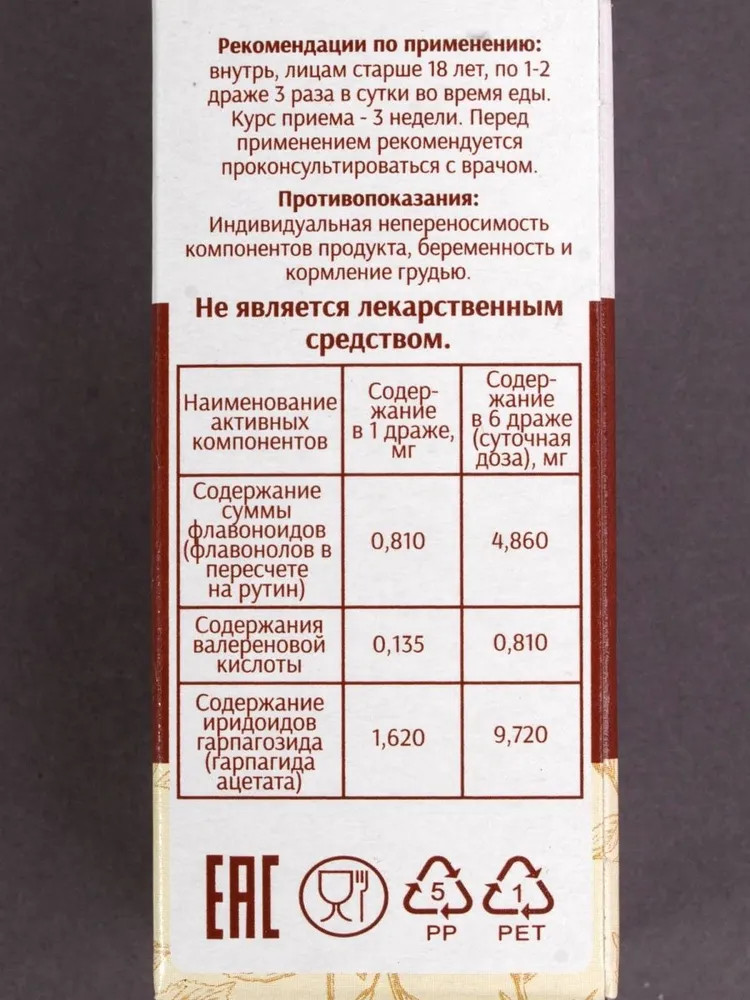 Рекомендации по применению:
внутрь, лицам старше 18 лет, по 1-2
драже 3 раза в сутки во время еды.
Курс приема - 3 недели. Перед
применением рекомендуется
проконсультироваться с врачом.
Противопоказания:
Индивидуальная непереносимость
компонентов продукта, беременность и
кормление грудью.
Не является лекарственным
средством.
Наименование
активных
компонентов
Содер-
жание
в 1 драже,
мг
Содер-
жание
в 6 драже
(суточная
доза), мг
Содержание
суммы
флавоноидов
(флавонолов в
пересчете
на рутин)
0,810
4,860
Содержания
валереновой
кислоты
0,135
0,810
Содержание
иридоидов
гарпагозида
(гарпагида
ацетата)
1,620
9,720
EAC
5
PP
1
PET